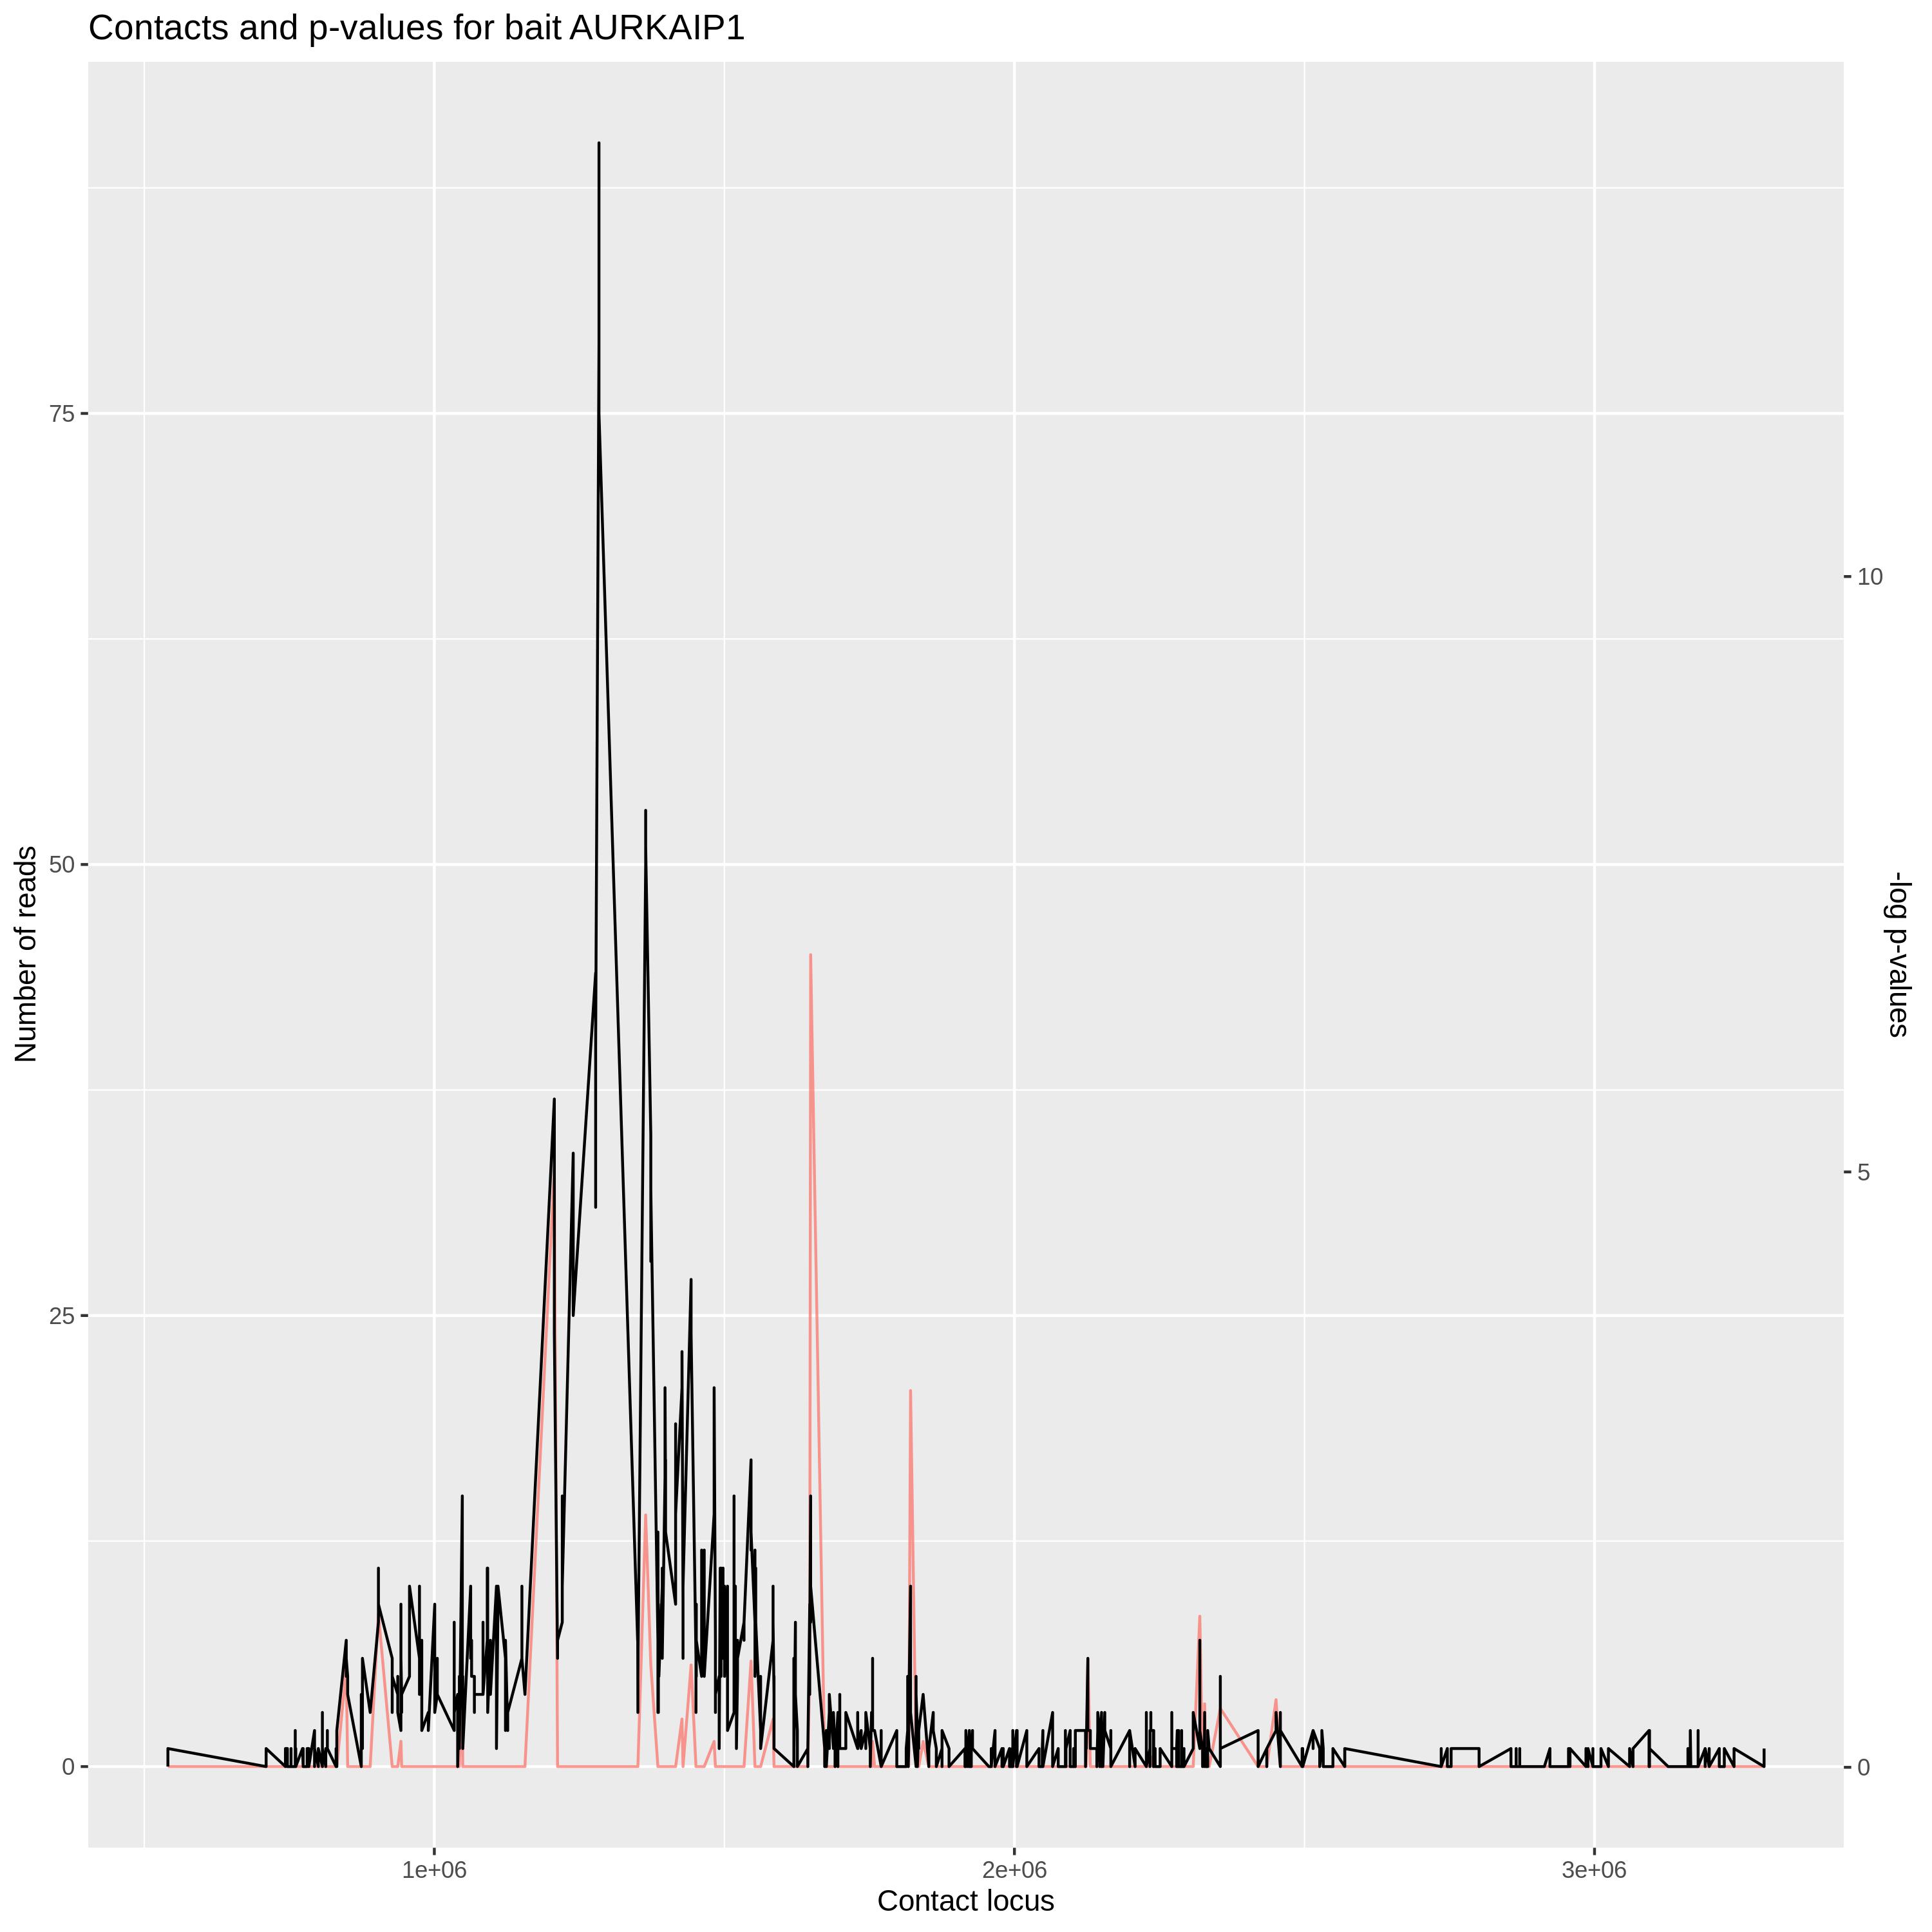 Contacts and p-values for bait AURKAIP1
75
50
25
0
Number of reads
10
5
0
-log p-values
1e+06
2e+06
3e+06
Contact locus